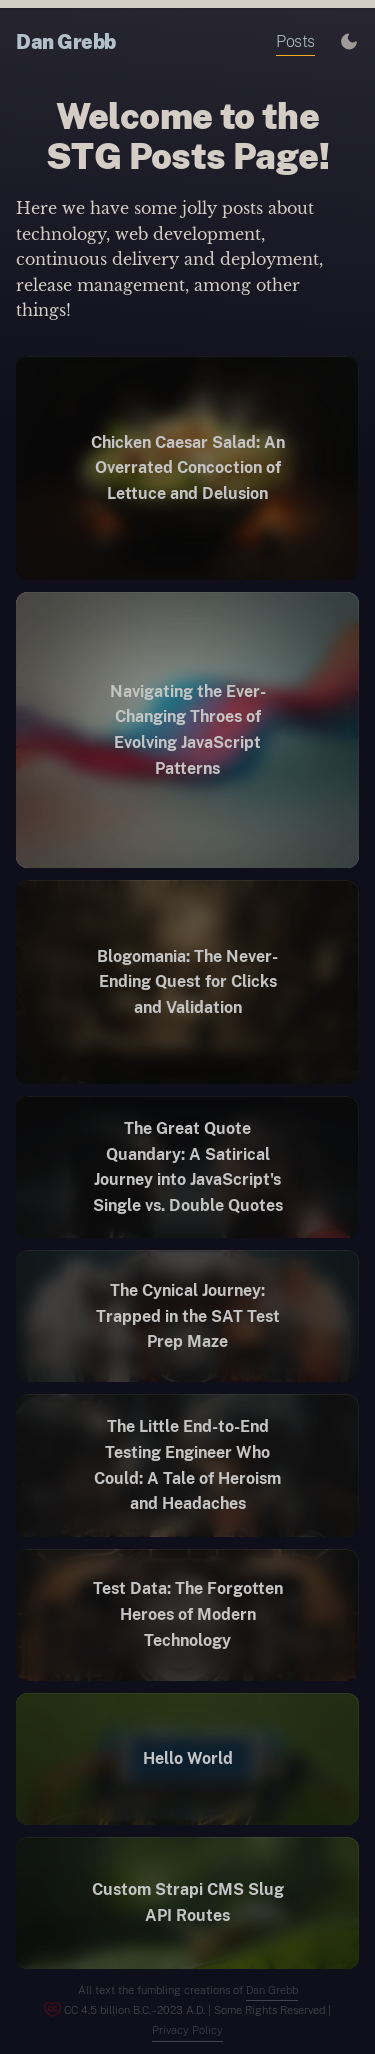 Dan Grebb
Posts
Welcome to the
STG Posts Page!
Here we have some jolly posts about
technology, web development,
continuous delivery and deployment,
release management, among other
things!
Chicken Caesar Salad: An
Overrated Concoction of
Lettuce and Delusion
Navigating the Ever-
Changing Throes of
Evolving JavaScript
Patterns
Blogomania: The Never-
Ending Quest for Clicks
and Validation
The Great Quote
Quandary: A Satirical
Journey into JavaScript's
Single vs. Double Quotes
The Cynical Journey:
Trapped in the SAT Test
Prep Maze
The Little End-to-End
Testing Engineer Who
Could: A Tale of Heroism
and Headaches
Test Data: The Forgotten
Heroes of Modern
Technology
Hello World
Custom Strapi CMS Slug
API Routes
All text the fumbling creations of Dan Grebb
CC 4.5 billion B.C.–2023 A.D. | Some Rights Reserved |
Privacy Policy